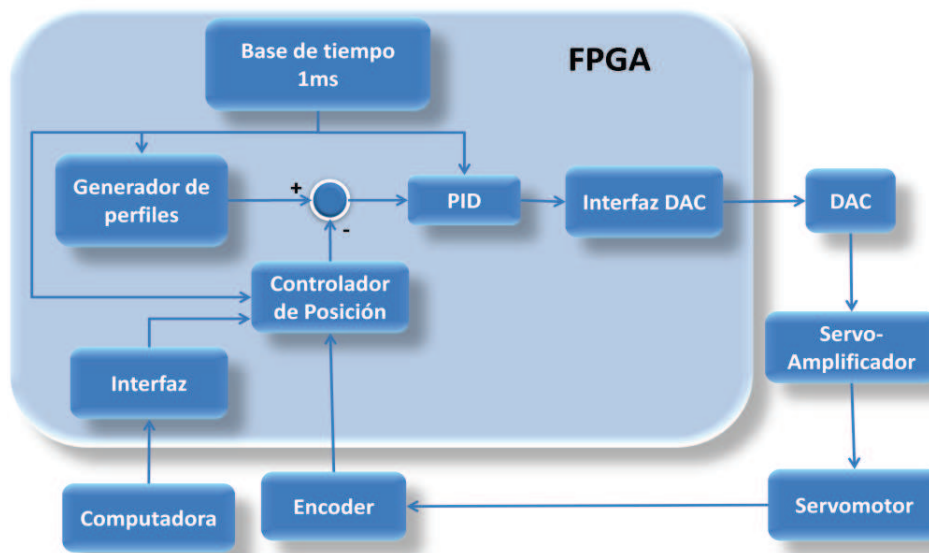 Base de tiempo
1ms
FPGA
Generador de
perfiles
+
-
PID
Interfaz DAC
DAC
Controlador
de Posición
Servo-
Amplificador
Interfaz
Computadora
Encoder
Servomotor